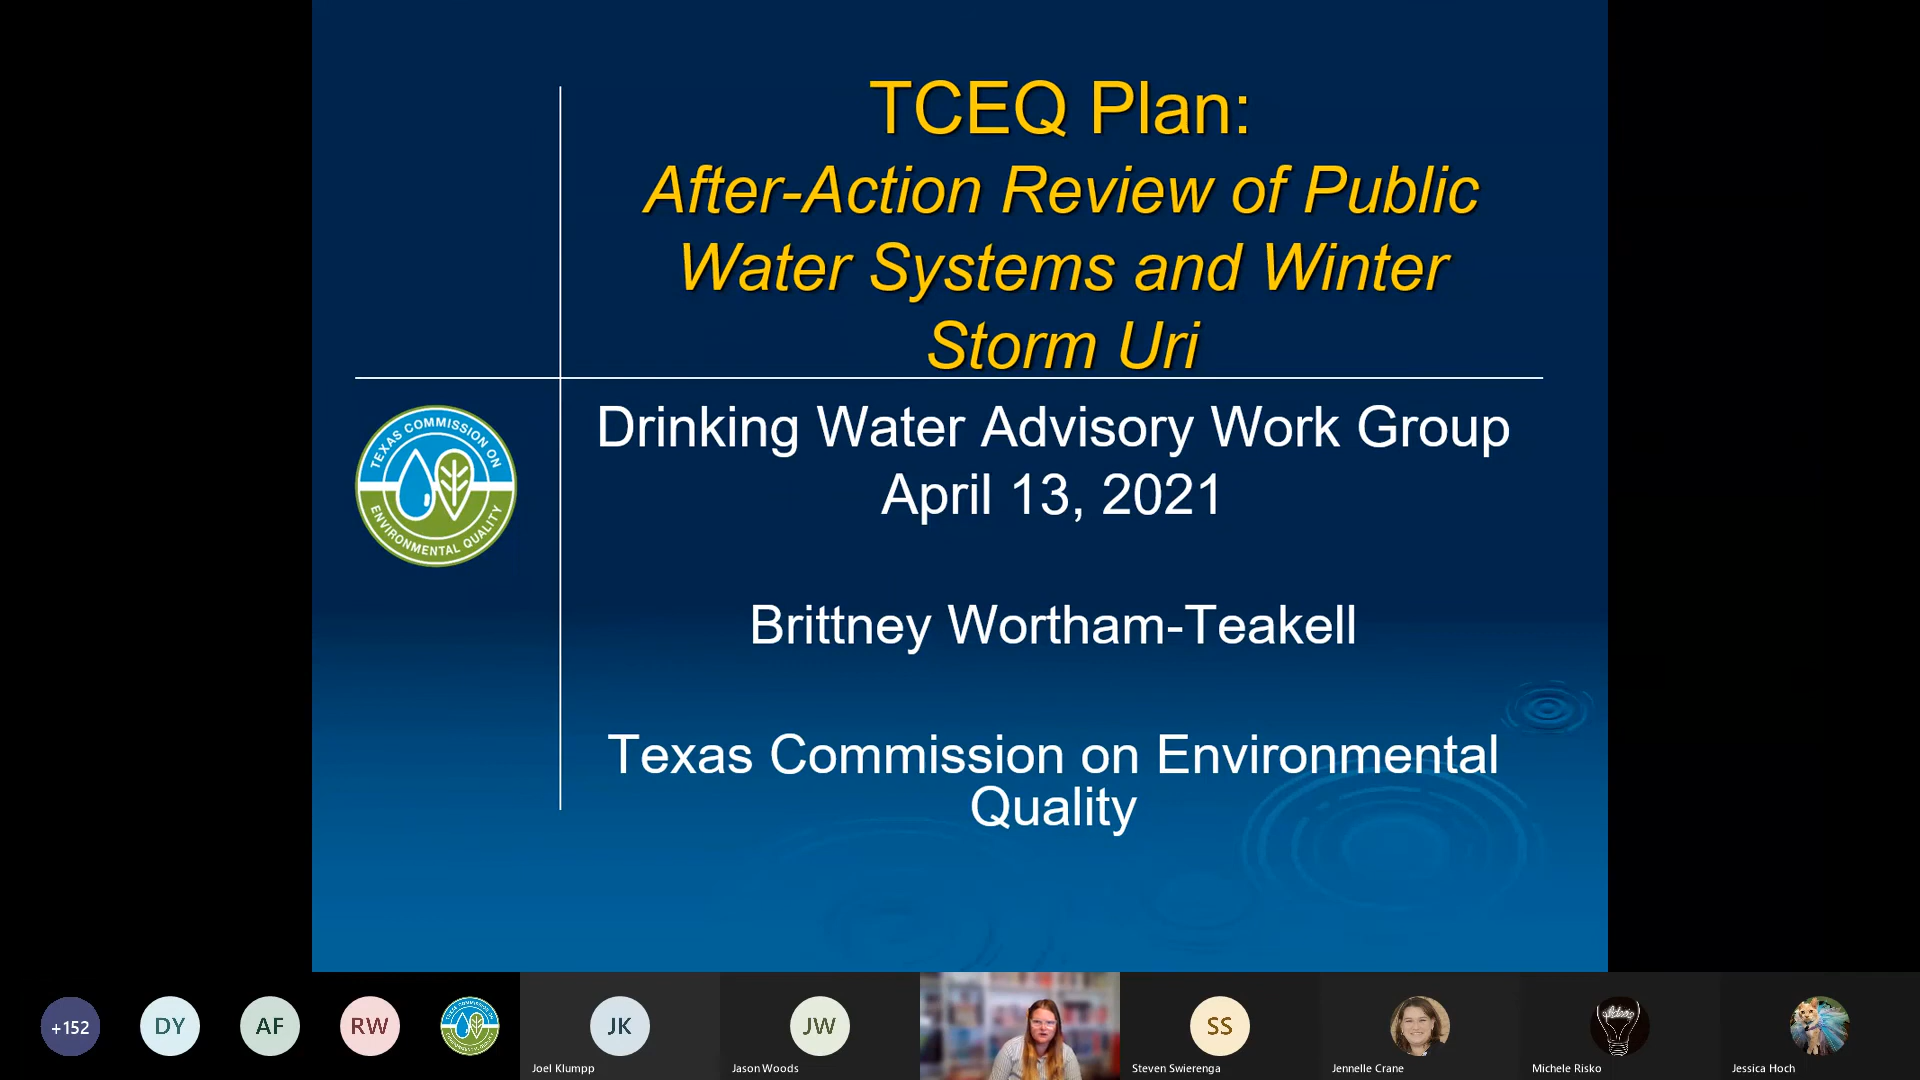 TCEQ Plan:
After-Action Review of Public
Water Systems and Winter
Storm Uri
TEXAS COMMISSION ON
ENVIRONMENTAL QUALITY
Drinking Water Advisory Work Group
April 13, 2021
Brittney Wortham-Teakell
Texas Commission on Environmental
Quality
+152
DY
AF
RW
JK
Joel Klumpp
JW
Jason Woods
SS
Steven Swierenga
Jennelle Crane
Michele Risko
Jessica Hoch